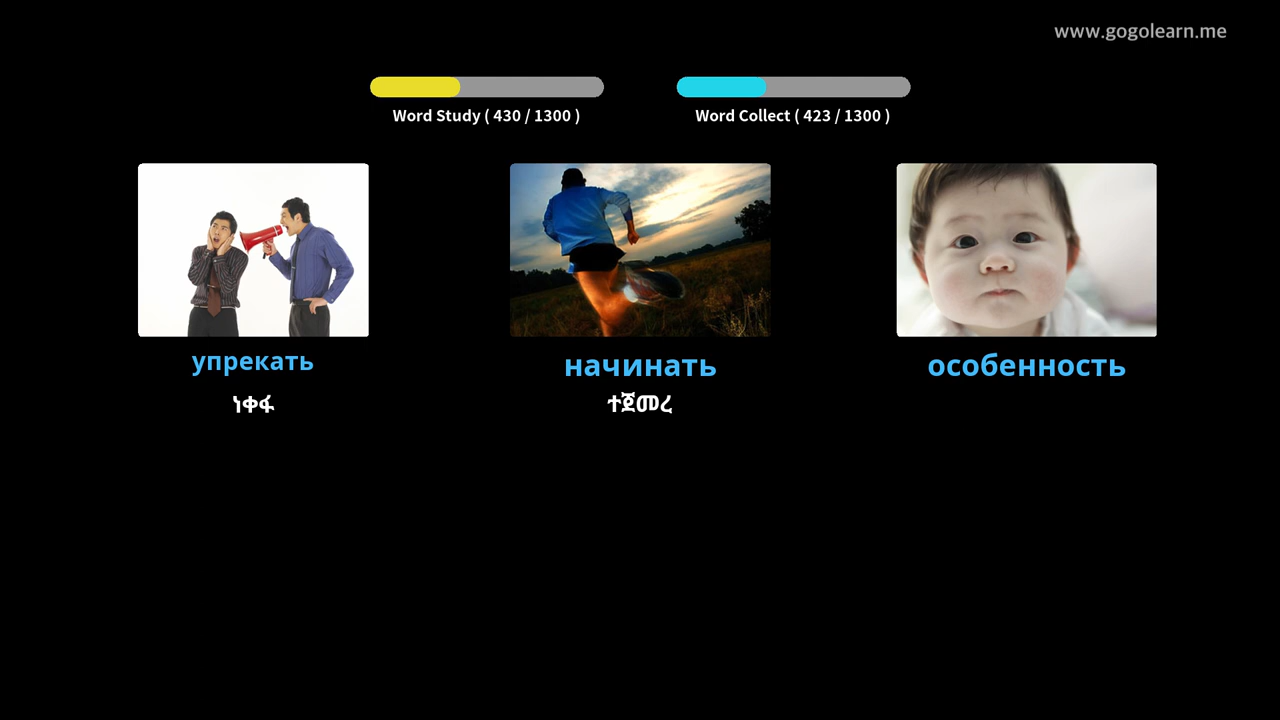 www.gogolearn.me
Word Study ( 430 / 1300 )
Word Collect ( 423 / 1300 )
упрекать
начинать
особенность
ነቀፋ
ተጀመረ